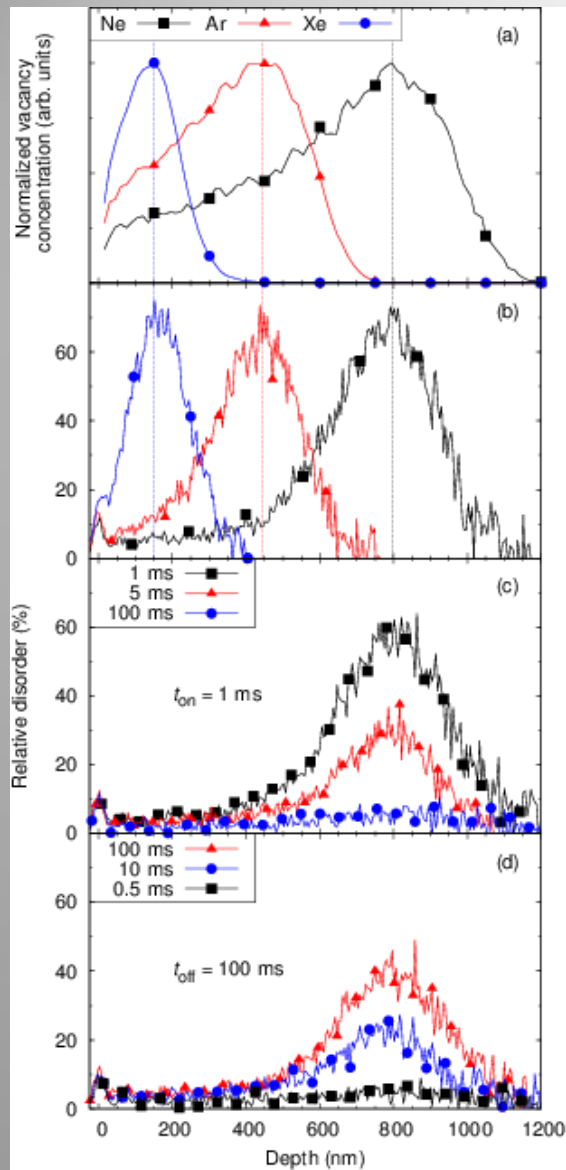 Ne Ar Xe
(a)
Normalized vacancy
concentration (arb. units)
(b)
60
40
20
0
1 ms
5 ms
100 ms
(c)
60
t_on = 1 ms
40
20
0
Relative disorder (%)
100 ms
10 ms
0.5 ms
(d)
60
t_off = 100 ms
40
20
0
0 200 400 600 800 1000 1200
Depth (nm)